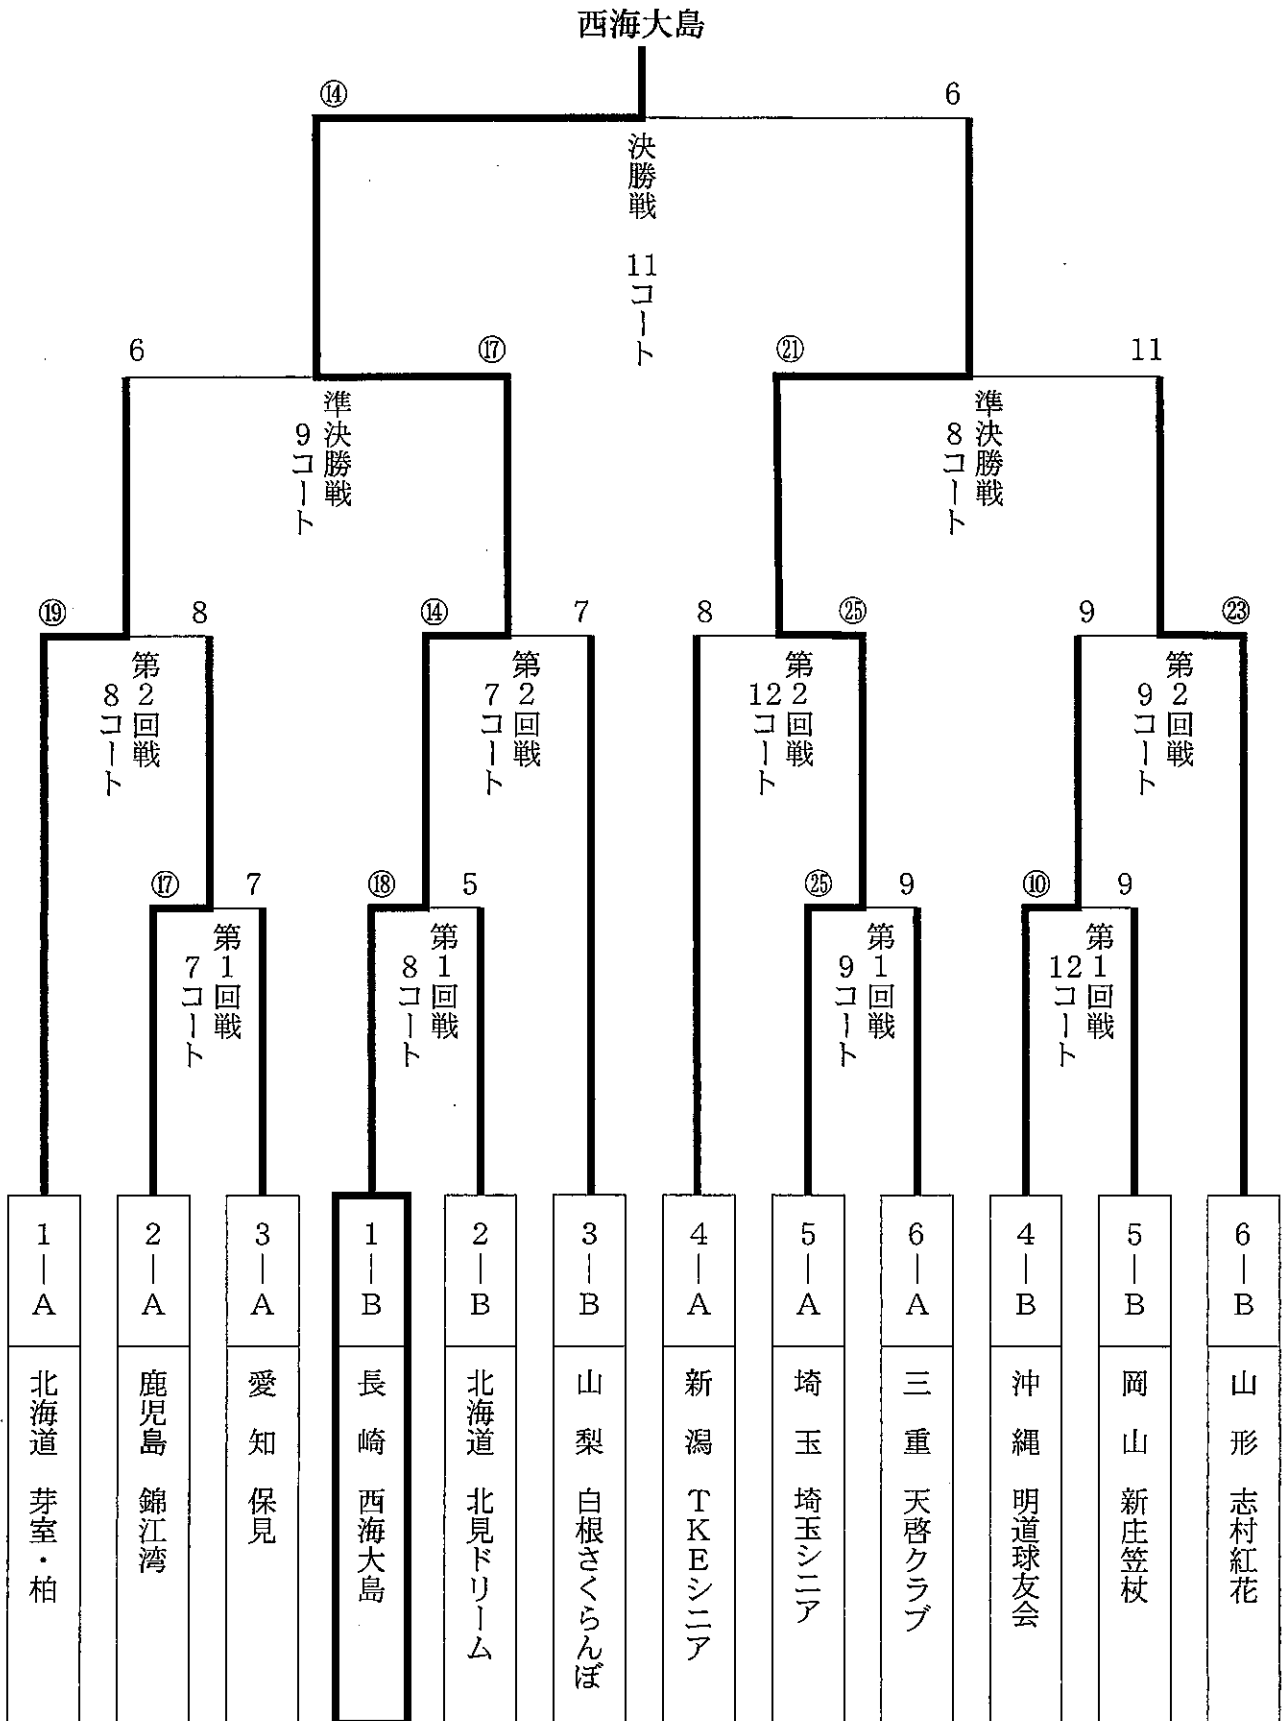 西海大島
⑭
6
決勝戦 11コート
6
⑰
㉑
11
準決勝戦
9コート
準決勝戦
8コート
⑲
8
⑭
7
8
㉕
9
㉓
第2回戦
8コート
第2回戦
7コート
第2回戦
12コート
第2回戦
9コート
⑰
7
⑱
5
㉕
9
⑩
9
第1回戦
7コート
第1回戦
8コート
第1回戦
9コート
第1回戦
12コート
1―A
北海道 芽室・柏
2―A
鹿児島 錦江湾
3―A
愛知 保見
1―B
長崎 西海大島
2―B
北海道 北見ドリーム
3―B
山梨 白根さくらんぼ
4―A
新潟 TKEシニア
5―A
埼玉 埼玉シニア
6―A
三重 天啓クラブ
4―B
沖縄 明道球友会
5―B
岡山 新庄笠杖
6―B
山形 志村紅花